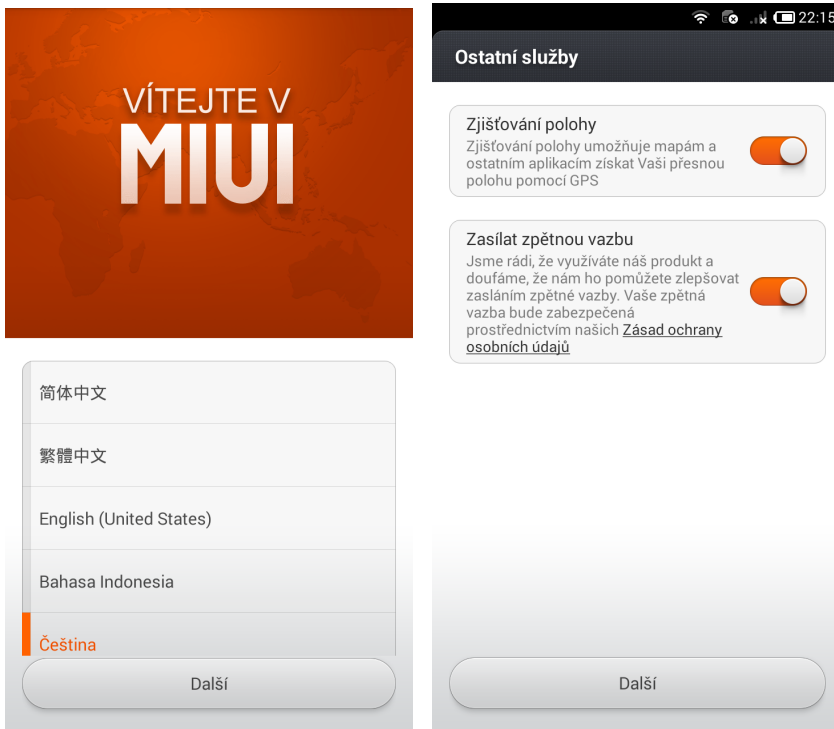 VÍTEJTE V
MIUI
简体中文
繁體中文
English (United States)
Bahasa Indonesia
Čeština
Další
22:15
Ostatní služby
Zjišťování polohy
Zjišťování polohy umožňuje mapám a
ostatním aplikacím získat Vaši přesnou
polohu pomocí GPS
Zasílat zpětnou vazbu
Jsme rádi, že využíváte náš produkt a
doufáme, že nám ho pomůžete zlepšovat
zasláním zpětné vazby. Vaše zpětná
vazba bude zabezpečená
prostřednictvím našich Zásad ochrany
osobních údajů
Další